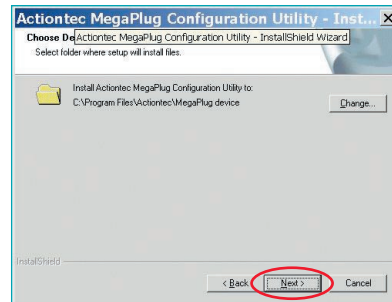 Actiontec MegaPlug Configuration Utility - Inst...
Choose De
Actiontec MegaPlug Configuration Utility - InstallShield Wizard
Select folder where setup will install files.
Install Actiontec MegaPlug Configuration Utility to:
C:\Program Files\Actiontec\MegaPlug device
Change...
InstallShield
< Back
Next >
Cancel